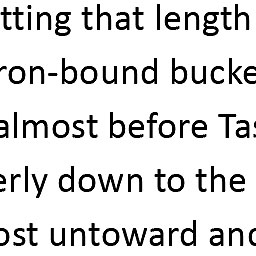 tting that length
ron-bound bucke
almost before Tas
erly down to the
ost untoward and